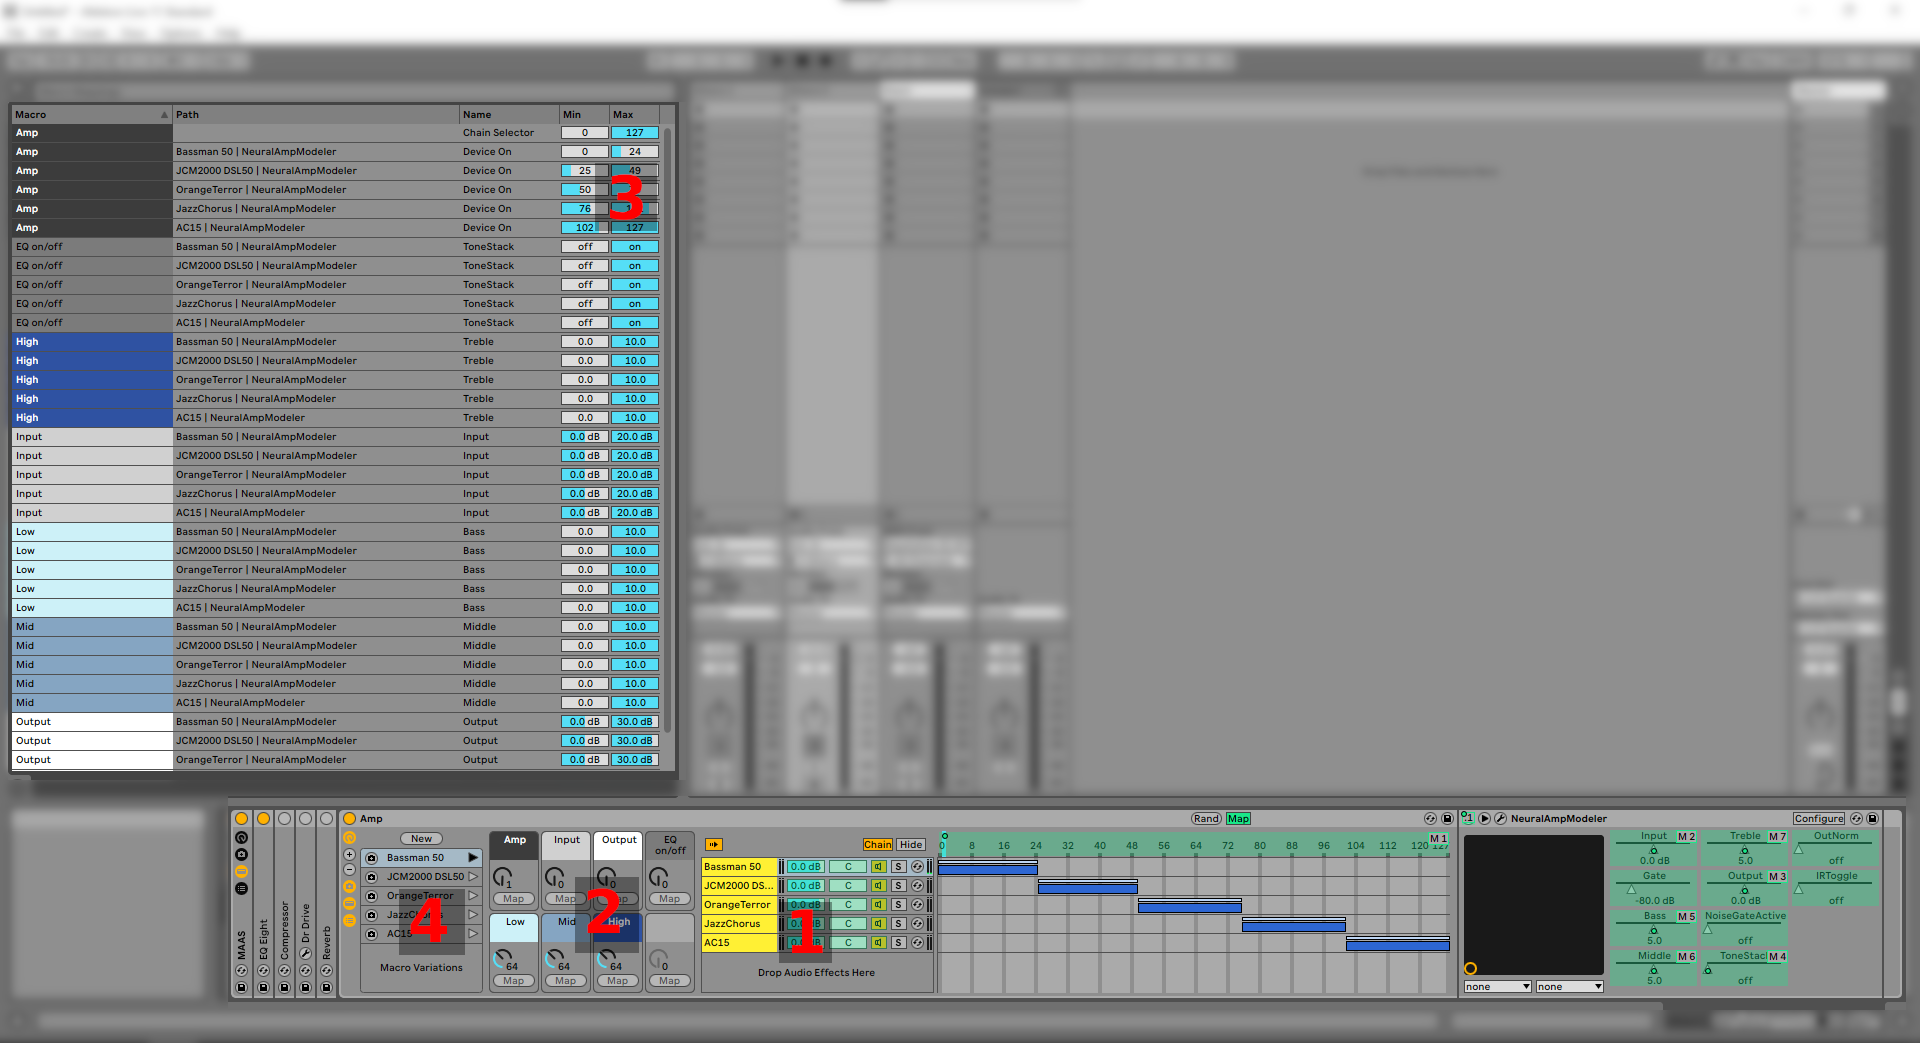 Macro Path Name Min Max
Amp Chain Selector 0 127
Amp Bassman 50 | NeuralAmpModeler Device On 0 24
Amp JCM2000 DSL50 | NeuralAmpModeler Device On 25 49
Amp OrangeTerror | NeuralAmpModeler Device On 50
Amp JazzChorus | NeuralAmpModeler Device On 76
Amp AC15 | NeuralAmpModeler Device On 102 127
3
EQ on/off Bassman 50 | NeuralAmpModeler ToneStack off on
EQ on/off JCM2000 DSL50 | NeuralAmpModeler ToneStack off on
EQ on/off OrangeTerror | NeuralAmpModeler ToneStack off on
EQ on/off JazzChorus | NeuralAmpModeler ToneStack off on
EQ on/off AC15 | NeuralAmpModeler ToneStack off on
High Bassman 50 | NeuralAmpModeler Treble 0.0 10.0
High JCM2000 DSL50 | NeuralAmpModeler Treble 0.0 10.0
High OrangeTerror | NeuralAmpModeler Treble 0.0 10.0
High JazzChorus | NeuralAmpModeler Treble 0.0 10.0
High AC15 | NeuralAmpModeler Treble 0.0 10.0
Input Bassman 50 | NeuralAmpModeler Input 0.0 dB 20.0 dB
Input JCM2000 DSL50 | NeuralAmpModeler Input 0.0 dB 20.0 dB
Input OrangeTerror | NeuralAmpModeler Input 0.0 dB 20.0 dB
Input JazzChorus | NeuralAmpModeler Input 0.0 dB 20.0 dB
Input AC15 | NeuralAmpModeler Input 0.0 dB 20.0 dB
Low Bassman 50 | NeuralAmpModeler Bass 0.0 10.0
Low JCM2000 DSL50 | NeuralAmpModeler Bass 0.0 10.0
Low OrangeTerror | NeuralAmpModeler Bass 0.0 10.0
Low JazzChorus | NeuralAmpModeler Bass 0.0 10.0
Low AC15 | NeuralAmpModeler Bass 0.0 10.0
Mid Bassman 50 | NeuralAmpModeler Middle 0.0 10.0
Mid JCM2000 DSL50 | NeuralAmpModeler Middle 0.0 10.0
Mid OrangeTerror | NeuralAmpModeler Middle 0.0 10.0
Mid JazzChorus | NeuralAmpModeler Middle 0.0 10.0
Mid AC15 | NeuralAmpModeler Middle 0.0 10.0
Output Bassman 50 | NeuralAmpModeler Output 0.0 dB 30.0 dB
Output JCM2000 DSL50 | NeuralAmpModeler Output 0.0 dB 30.0 dB
Output OrangeTerror | NeuralAmpModeler Output 0.0 dB 30.0 dB
MAAS
EQ Eight
Compressor
Dr Drive
Reverb
Amp Rand Map
New
Bassman 50
JCM2000 DSL50
OrangeTerror
JazzChorus
AC15
4
Macro Variations
Amp Input Output EQ on/off
1 0 0 0
Map Map Map Map
2
Low Mid High
64 64 64 0
Map Map Map Map
Chain Hide
Bassman 50 0.0 dB C S
JCM2000 DS... 0.0 dB C S
OrangeTerror 0.0 dB C S
JazzChorus C S
AC15 C S
1
Drop Audio Effects Here
M 1
0 8 16 24 32 40 48 56 64 72 80 88 96 104 112 120 127
NeuralAmpModeler Configure
none none
Input M 2 Treble M 7 OutNorm
0.0 dB 5.0 off
Gate Output M 3 IRToggle
-80.0 dB 0.0 dB off
Bass M 5 NoiseGateActive
5.0 off
Middle M 6 ToneStac M 4
5.0 off